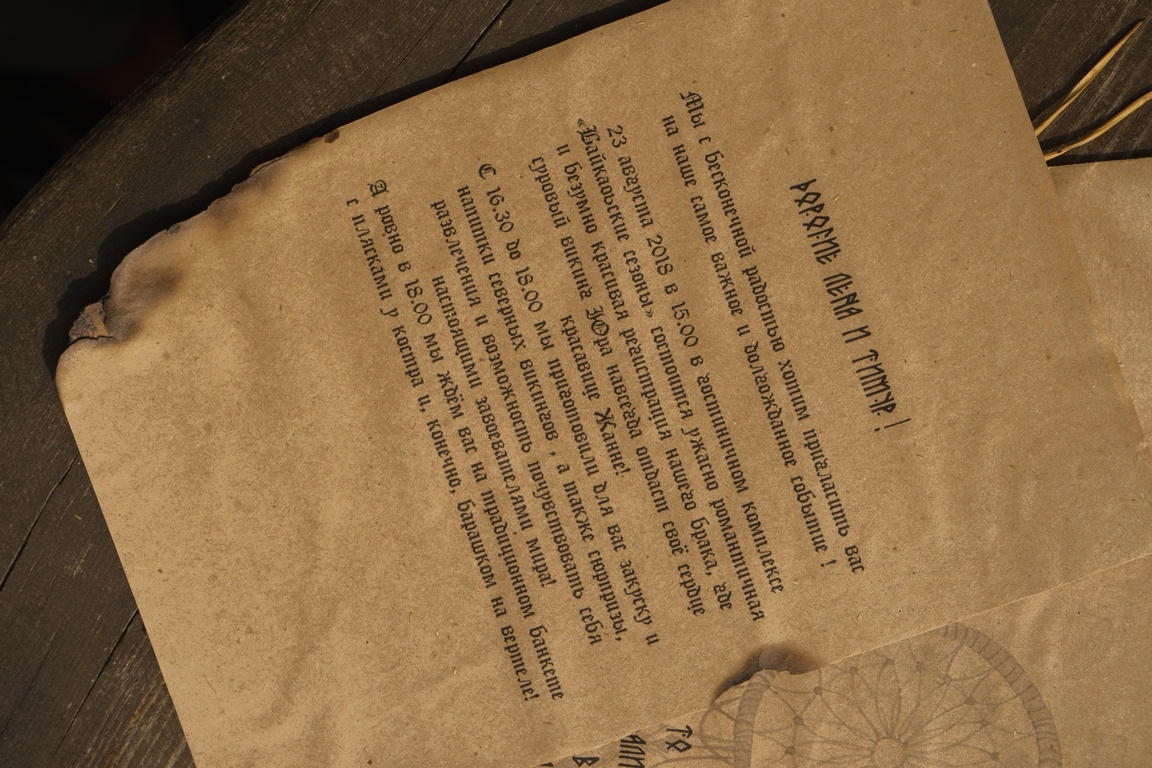 ДОРОГИЕ ЛЕНА И ТИМУР!
Мы с бесконечной радостью хотим пригласить вас
на наше самое важное и долгожданное событие !
23 августа 2018 в 15.00 в гостиничном комплексе
«Байкаоьские сезоны» состоится ужасно романтичная
и безумно красивая регистрация нашего брака, где
суровый викинг Юра навсегда отдаст своё сердце
красавице Жанне!
С 16.30 до 18.00 мы приготовили для вас закуску и
напитки северных викингов , а также сюрпризы,
развлечения и возможность почувствовать себя
настоящими завоевателями мира!
А ровно в 18.00 мы ждём вас на традиционном банкете
с плясками у костра и, конечно, барашком на вертеле!